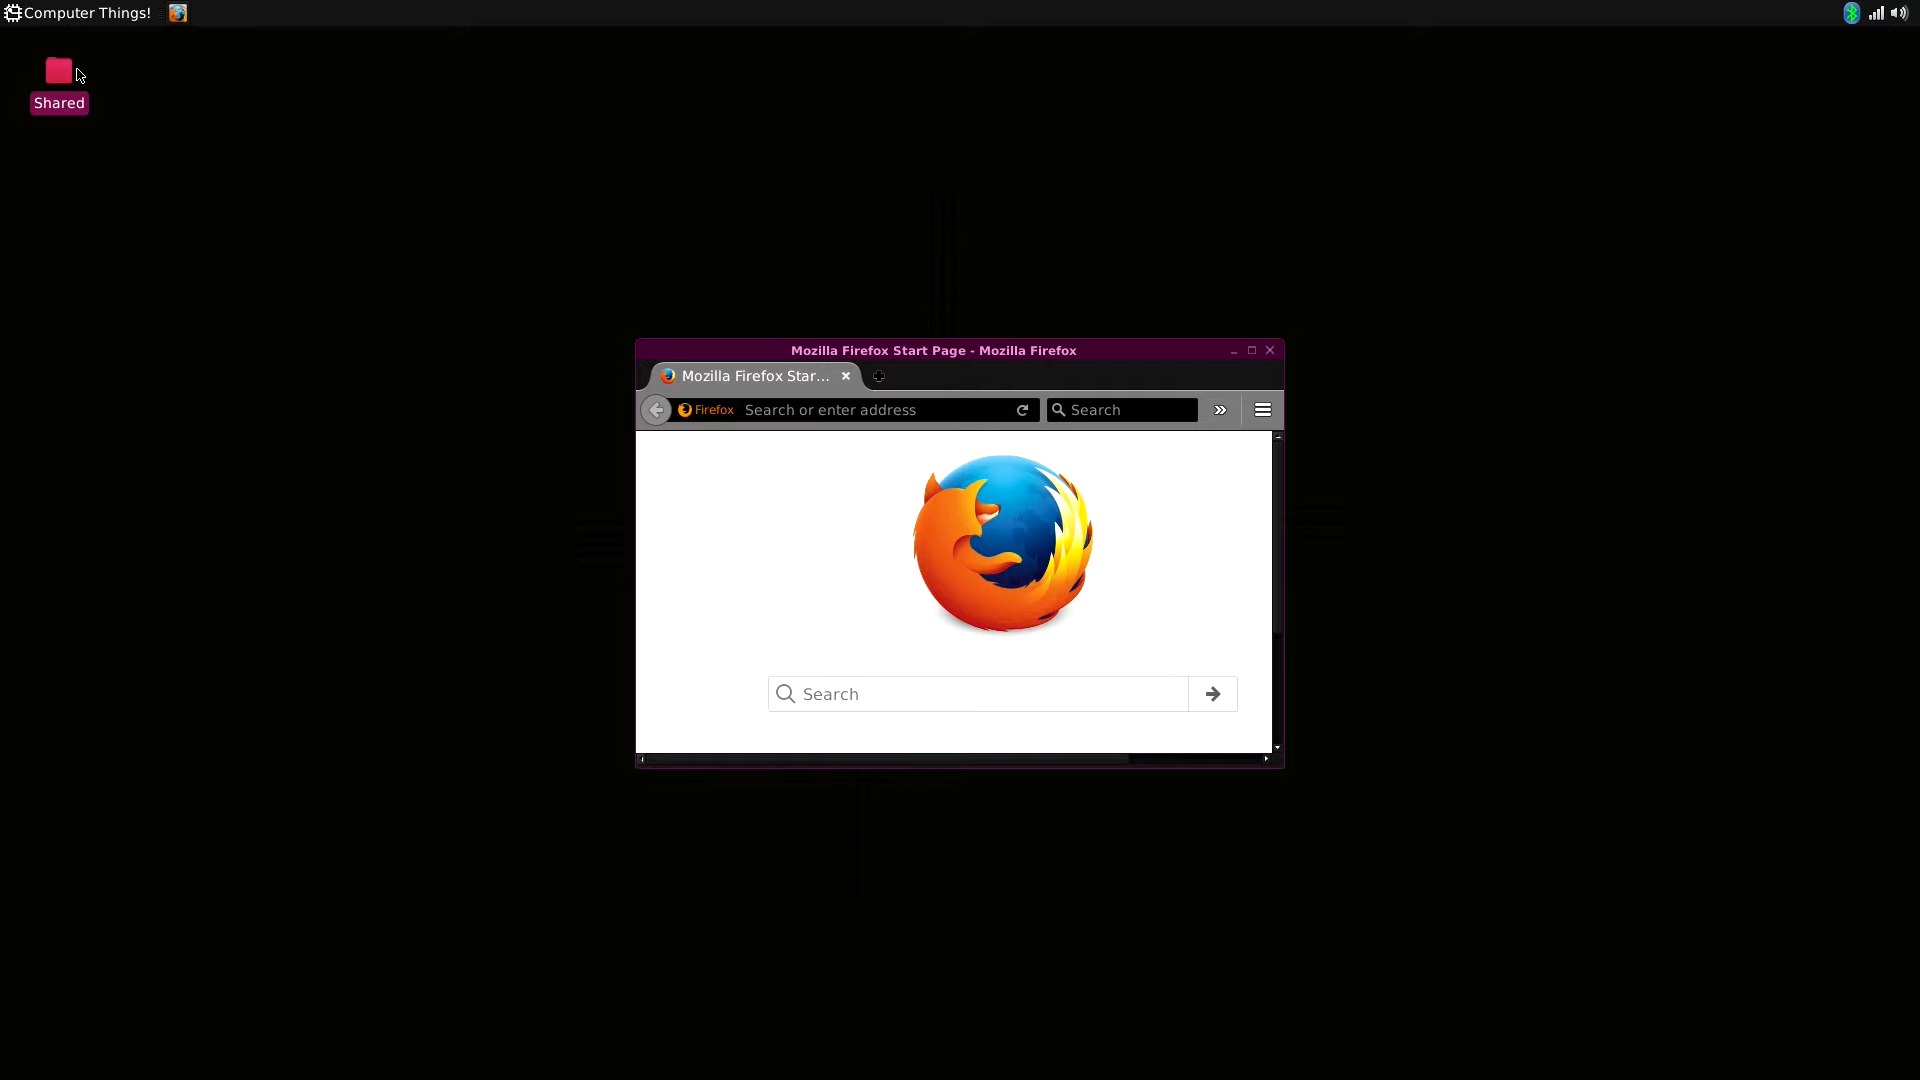 Computer Things!
Shared
Mozilla Firefox Start Page - Mozilla Firefox
Mozilla Firefox Star...
Firefox Search or enter address
Search
Search